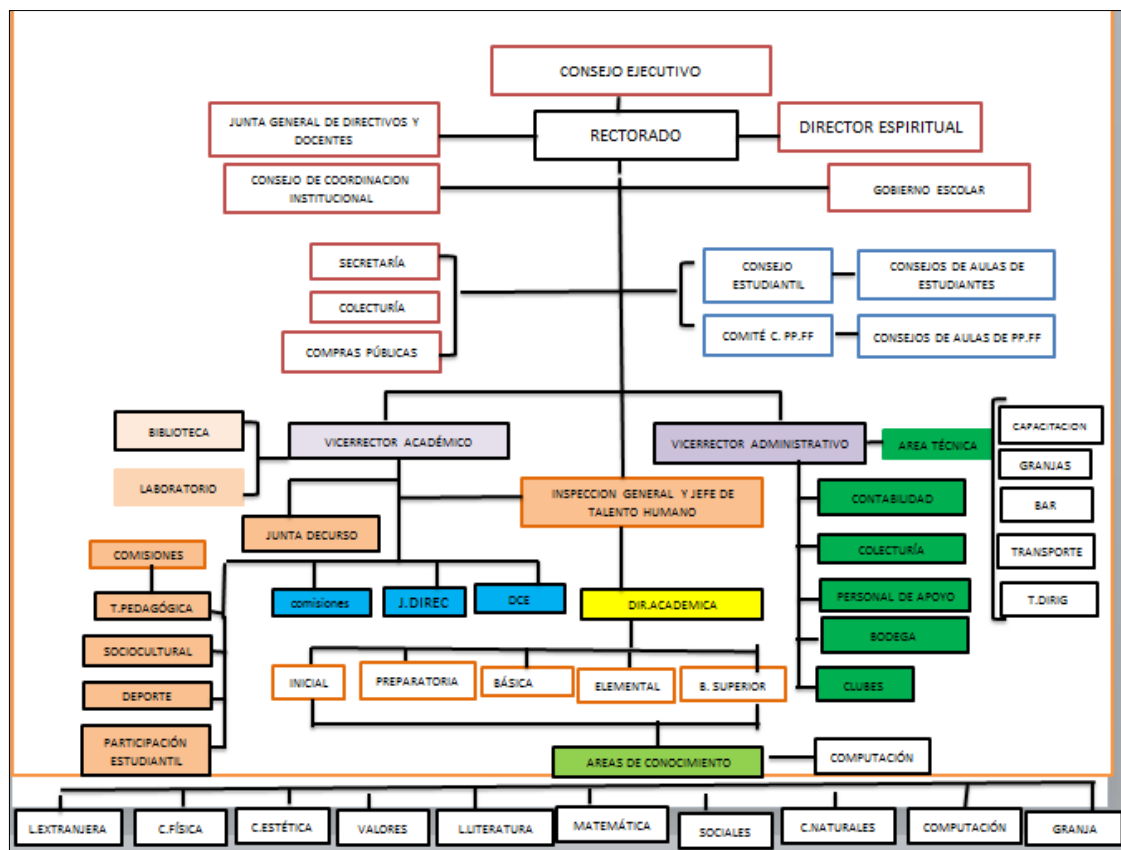 CONSEJO EJECUTIVO
JUNTA GENERAL DE DIRECTIVOS Y
DOCENTES
RECTORADO
DIRECTOR ESPIRITUAL
CONSEJO DE COORDINACION
INSTITUCIONAL
GOBIERNO ESCOLAR
SECRETARÍA
COLECTURÍA
COMPRAS PÚBLICAS
CONSEJO
ESTUDIANTIL
CONSEJOS DE AULAS DE
ESTUDIANTES
COMITÉ C. PP.FF
CONSEJOS DE AULAS DE PP.FF
BIBLIOTECA
LABORATORIO
VICERRECTOR ACADÉMICO
VICERRECTOR ADMINISTRATIVO
AREA TÉCNICA
CAPACITACION
GRANJAS
BAR
TRANSPORTE
T.DIRIG
INSPECCION GENERAL Y JEFE DE
TALENTO HUMANO
CONTABILIDAD
COLECTURÍA
PERSONAL DE APOYO
BODEGA
CLUBES
JUNTA DECURSO
COMISIONES
T.PEDAGÓGICA
SOCIOCULTURAL
DEPORTE
PARTICIPACIÓN
ESTUDIANTIL
comisiones
J.DIREC
DCE
DIR.ACADEMICA
INICIAL
PREPARATORIA
BÁSICA
ELEMENTAL
B. SUPERIOR
AREAS DE CONOCIMIENTO
COMPUTACIÓN
L.EXTRANJERA
C.FÍSICA
C.ESTÉTICA
VALORES
L.LITERATURA
MATEMÁTICA
SOCIALES
C.NATURALES
COMPUTACIÓN
GRANJA